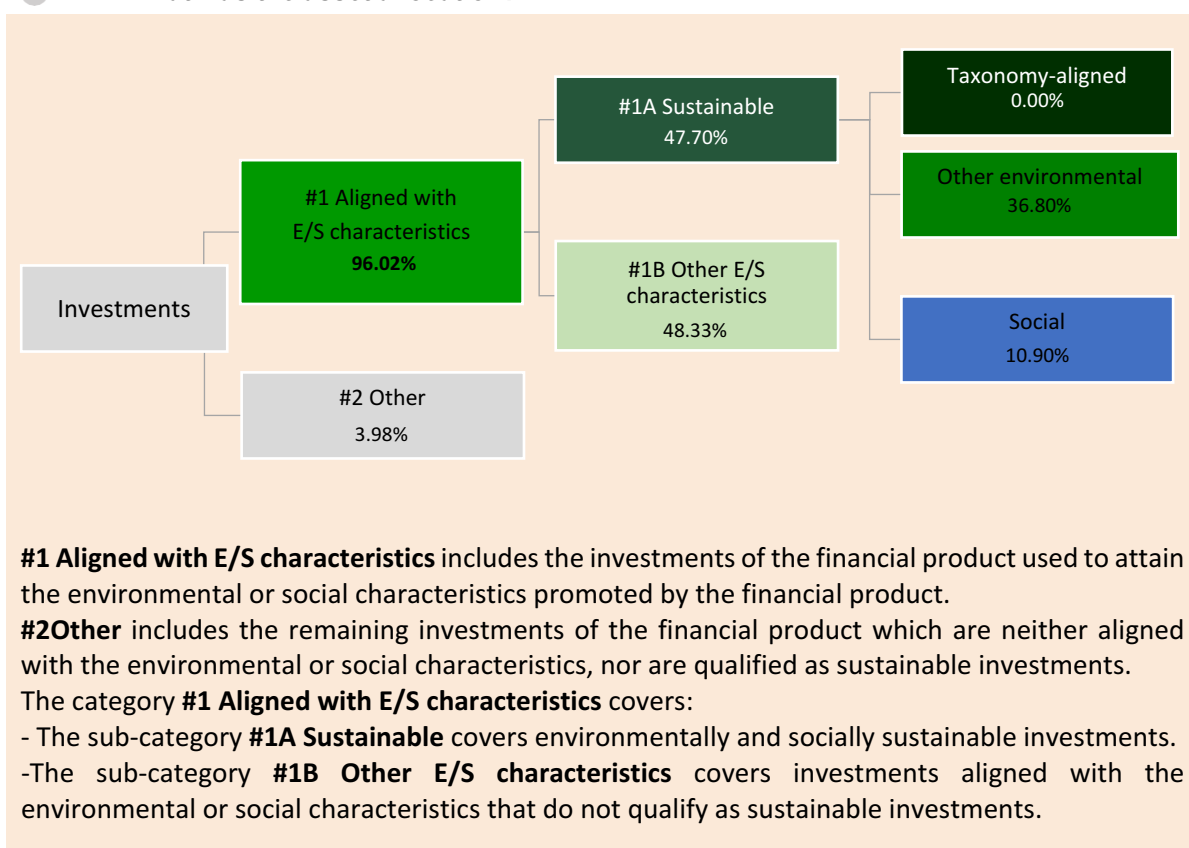 Investments
#1 Aligned with
E/S characteristics
96.02%
#2 Other
3.98%
#1A Sustainable
47.70%
#1B Other E/S
characteristics
48.33%
Taxonomy-aligned
0.00%
Other environmental
36.80%
Social
10.90%
#1 Aligned with E/S characteristics includes the investments of the financial product used to attain
the environmental or social characteristics promoted by the financial product.
#2Other includes the remaining investments of the financial product which are neither aligned
with the environmental or social characteristics, nor are qualified as sustainable investments.
The category #1 Aligned with E/S characteristics covers:
- The sub-category #1A Sustainable covers environmentally and socially sustainable investments.
-The sub-category #1B Other E/S characteristics covers investments aligned with the
environmental or social characteristics that do not qualify as sustainable investments.